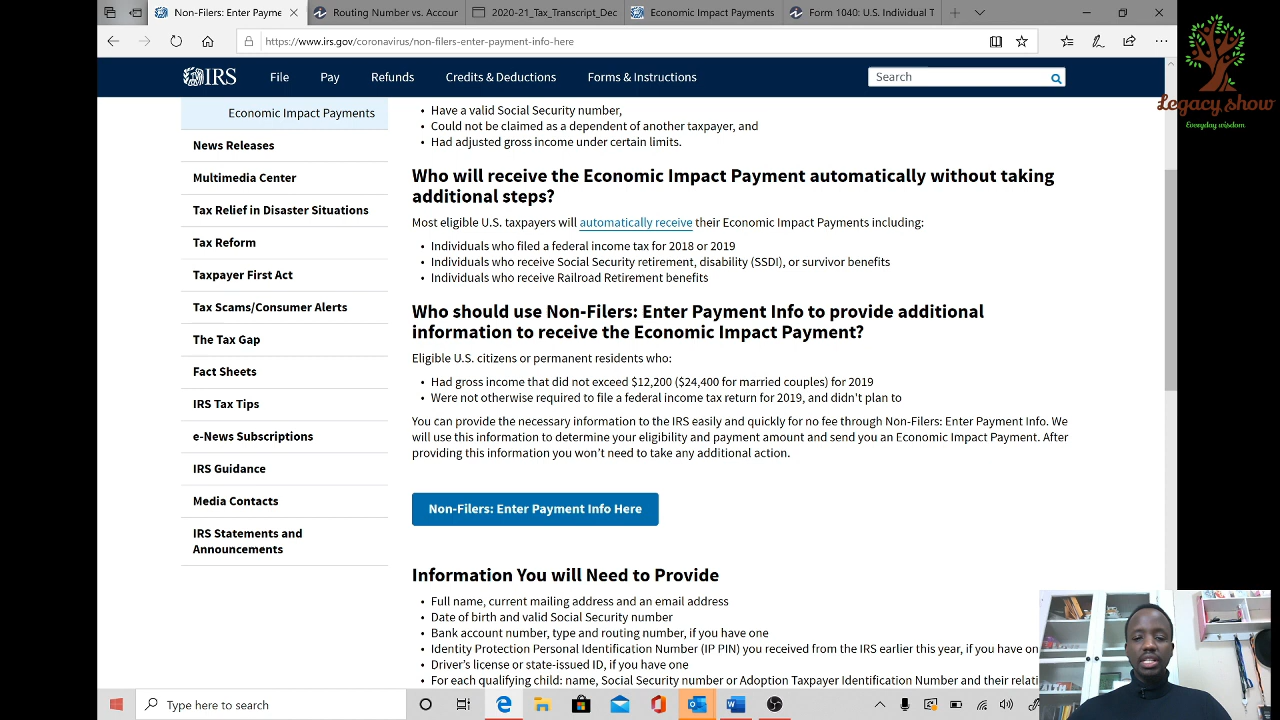 Non-Filers: Enter Payme
Routing Number vs. Accour
2020-21_Tax_Transcript_Dec
Economic Impact Payments
Form 1040: U.S. Individual T
https://www.irs.gov/coronavirus/non-filers-enter-payment-info-here
Legacy show
Everyday wisdom
IRS
File
Pay
Refunds
Credits & Deductions
Forms & Instructions
Search
Economic Impact Payments
News Releases
Multimedia Center
Tax Relief in Disaster Situations
Tax Reform
Taxpayer First Act
Tax Scams/Consumer Alerts
The Tax Gap
Fact Sheets
IRS Tax Tips
e-News Subscriptions
IRS Guidance
Media Contacts
IRS Statements and
Announcements
• Have a valid Social Security number,
• Could not be claimed as a dependent of another taxpayer, and
• Had adjusted gross income under certain limits.
Who will receive the Economic Impact Payment automatically without taking
additional steps?
Most eligible U.S. taxpayers will automatically receive their Economic Impact Payments including:
• Individuals who filed a federal income tax for 2018 or 2019
• Individuals who receive Social Security retirement, disability (SSDI), or survivor benefits
• Individuals who receive Railroad Retirement benefits
Who should use Non-Filers: Enter Payment Info to provide additional
information to receive the Economic Impact Payment?
Eligible U.S. citizens or permanent residents who:
• Had gross income that did not exceed $12,200 ($24,400 for married couples) for 2019
• Were not otherwise required to file a federal income tax return for 2019, and didn't plan to
You can provide the necessary information to the IRS easily and quickly for no fee through Non-Filers: Enter Payment Info. We
will use this information to determine your eligibility and payment amount and send you an Economic Impact Payment. After
providing this information you won't need to take any additional action.
Non-Filers: Enter Payment Info Here
Information You will Need to Provide
• Full name, current mailing address and an email address
• Date of birth and valid Social Security number
• Bank account number, type and routing number, if you have one
• Identity Protection Personal Identification Number (IP PIN) you received from the IRS earlier this year, if you have on
• Driver's license or state-issued ID, if you have one
• For each qualifying child: name, Social Security number or Adoption Taxpayer Identification Number and their relati
Type here to search